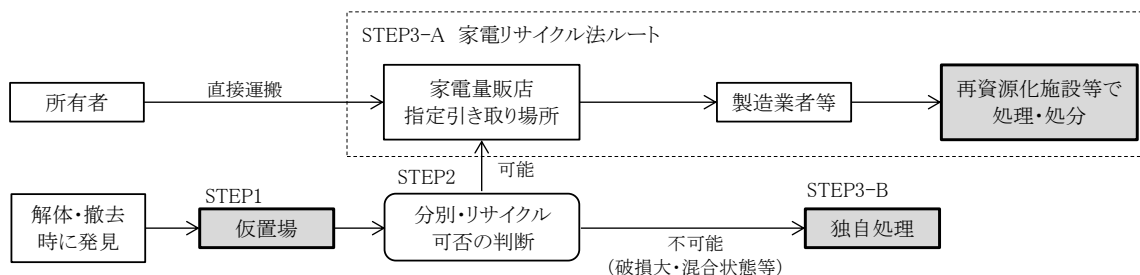 STEP3-A 家電リサイクル法ルート
所有者
直接運搬
家電量販店
指定引き取り場所
製造業者等
再資源化施設等で
処理・処分
可能
STEP1
STEP2
STEP3-B
解体・撤去
時に発見
仮置場
分別・リサイクル
可否の判断
不可能
（破損大・混合状態等）
独自処理